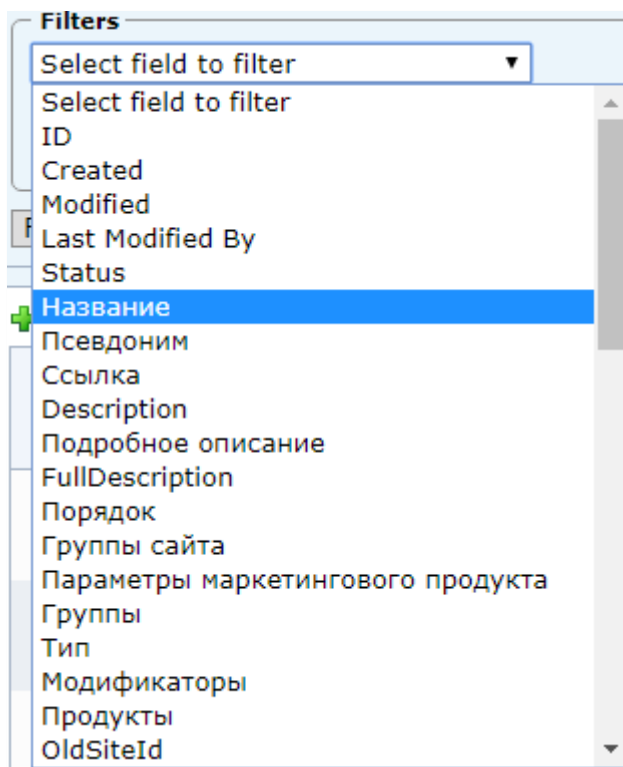 Filters
Select field to filter
Select field to filter
ID
Created
Modified
Last Modified By
Status
Название
Псевдоним
Ссылка
Description
Подробное описание
FullDescription
Порядок
Группы сайта
Параметры маркетингового продукта
Группы
Тип
Модификаторы
Продукты
OldSiteId